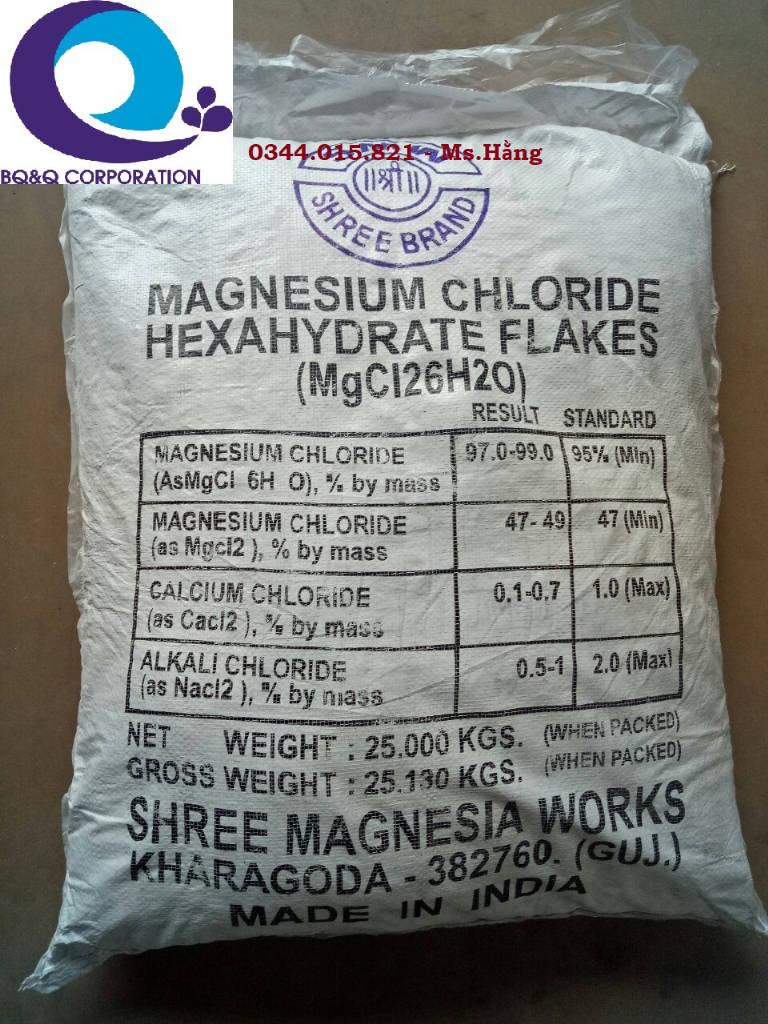 BQ&Q CORPORATION
0344.015.821 - Ms.Hằng
॥श्री॥
SHREE BRAND
MAGNESIUM CHLORIDE
HEXAHYDRATE FLAKES
(MgCl26H2O)
RESULT STANDARD
MAGNESIUM CHLORIDE 97.0-99.0 95% (Min)
(AsMgCl 6H O), % by mass
MAGNESIUM CHLORIDE 47-49 47 (Min)
(as Mgcl2 ), % by mass
CALCIUM CHLORIDE 0.1-0.7 1.0 (Max)
(as Cacl2 ), % by mass
ALKALI CHLORIDE 0.5-1 2.0 (Max)
(as Nacl2 ), % by mass
NET WEIGHT : 25.000 KGS. (WHEN PACKED)
GROSS WEIGHT : 25.130 KGS. (WHEN PACKED)
SHREE MAGNESIA WORKS
KHARAGODA - 382760. (GUJ.)
MADE IN INDIA